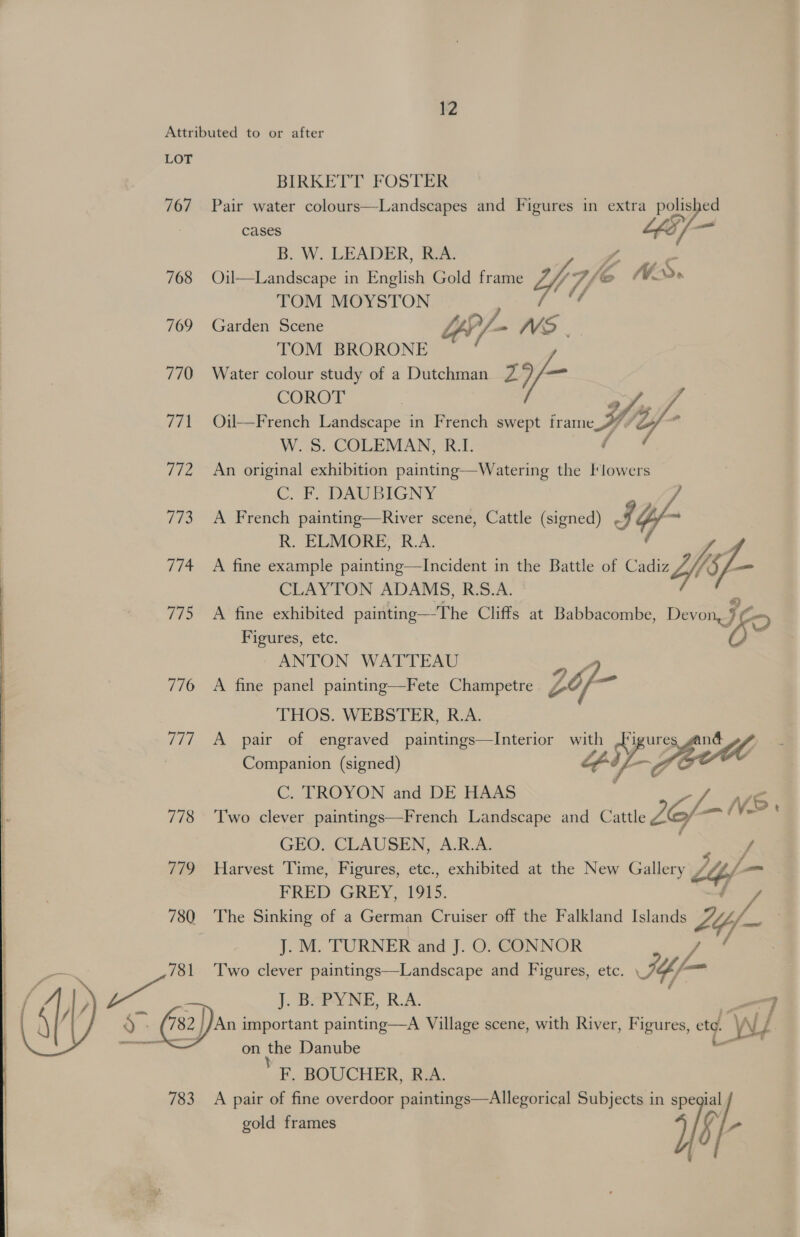 12
Attributed to or after
LOT
BIRKETT FOSTER
767 Pair water colours—Landscapes and Figures in extra polished
cases
B. W. LEADER, R.A.
768 Oil—Landscape in English Gold frame N.S.
TOM MOYSTON
769 Garden Scene NS
TOM BRORONE
770 Water colour study of a Dutchman 29/-
COROT
771 Oil—French Landscape in French swept frame
W. S. COLEMAN, R.I.
772 An original exhibition painting—Watering the Flowers
C. F. DAUBIGNY
773 A French painting—River scene, Cattle (signed)
R. ELMORE, R.A.
774 A fine example painting—Incident in the Battle of Cadiz
CLAYTON ADAMS, R.S.A.
775 A fine exhibited painting—The Cliffs at Babbacombe, Devon,
Figures, etc.
ANTON WATTEAU
776 A fine panel painting—Fete Champetre 26/-
THOS. WEBSTER, R.A.
777 A pair of engraved paintings—Interior with Figures and
Companion (signed)
C. TROYON and DE HAAS
778 Two clever paintings—French Landscape and Cattle 26/- N.S.
GEO. CLAUSEN, A.R.A.
779 Harvest Time, Figures, etc., exhibited at the New Gallery
FRED GREY, 1915.
780 The Sinking of a German Cruiser off the Falkland Islands
J. M. TURNER and J. O. CONNOR
781 Two clever paintings—Landscape and Figures, etc.
J. B. PYNE, R.A.
782 An important painting—A Village scene, with River, Figures, etc.
on the Danube
F. BOUCHER, R.A.
783 A pair of fine overdoor paintings—Allegorical Subjects in special
gold frames